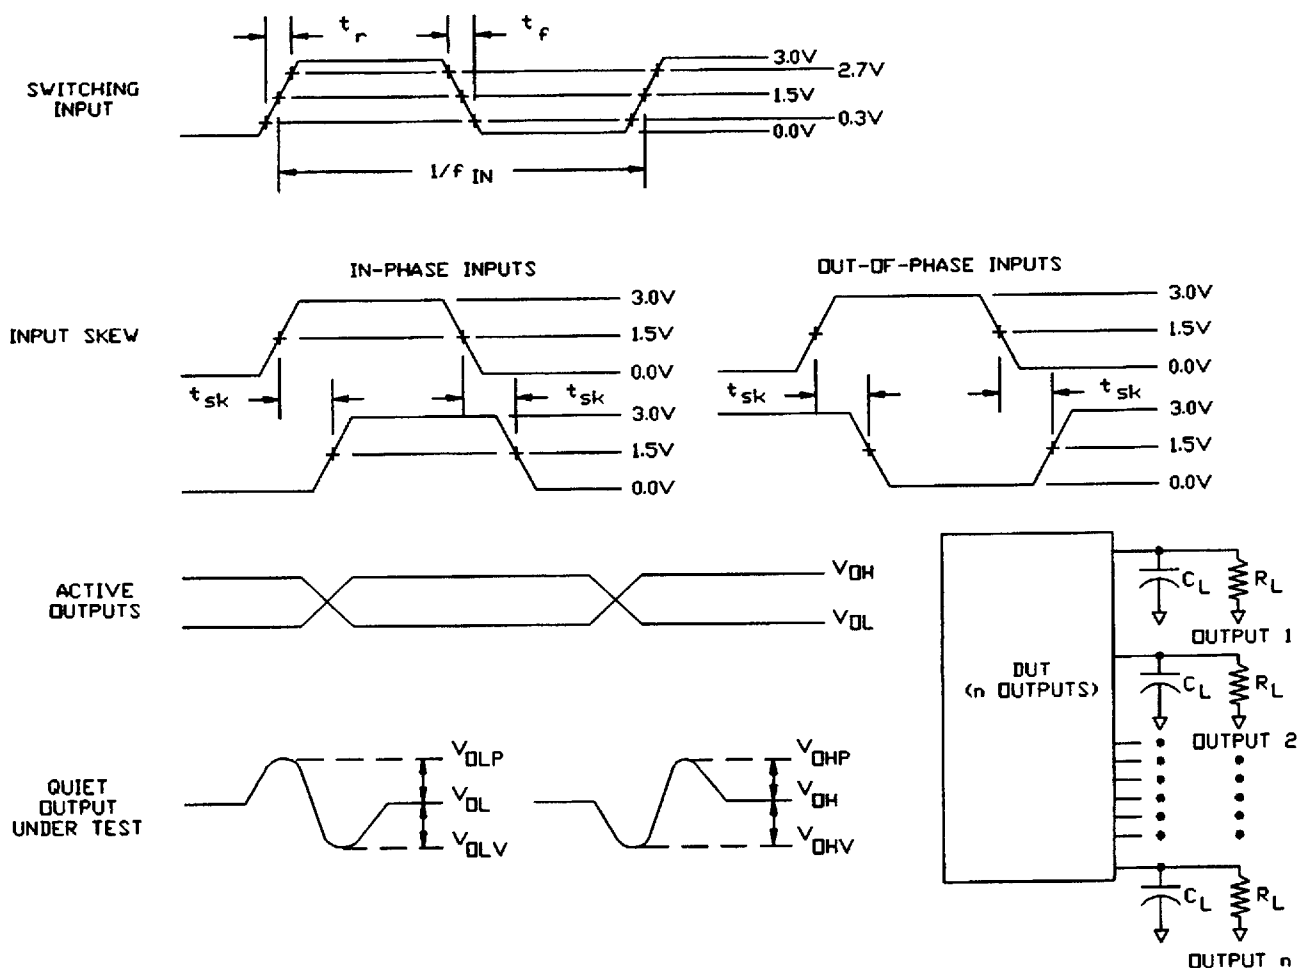 t_r
t_f
SWITCHING
INPUT
3.0V
2.7V
1.5V
0.3V
0.0V
1/f_IN
IN-PHASE INPUTS
OUT-OF-PHASE INPUTS
INPUT SKEW
3.0V
1.5V
0.0V
3.0V
1.5V
0.0V
t_sk
t_sk
t_sk
t_sk
3.0V
1.5V
0.0V
3.0V
1.5V
0.0V
ACTIVE
OUTPUTS
V_OH
V_OL
DUT
(n OUTPUTS)
C_L
R_L
OUTPUT 1
C_L
R_L
OUTPUT 2
C_L
R_L
OUTPUT n
QUIET
OUTPUT
UNDER TEST
V_OLP
V_OL
V_OLV
V_OHP
V_OH
V_OHV